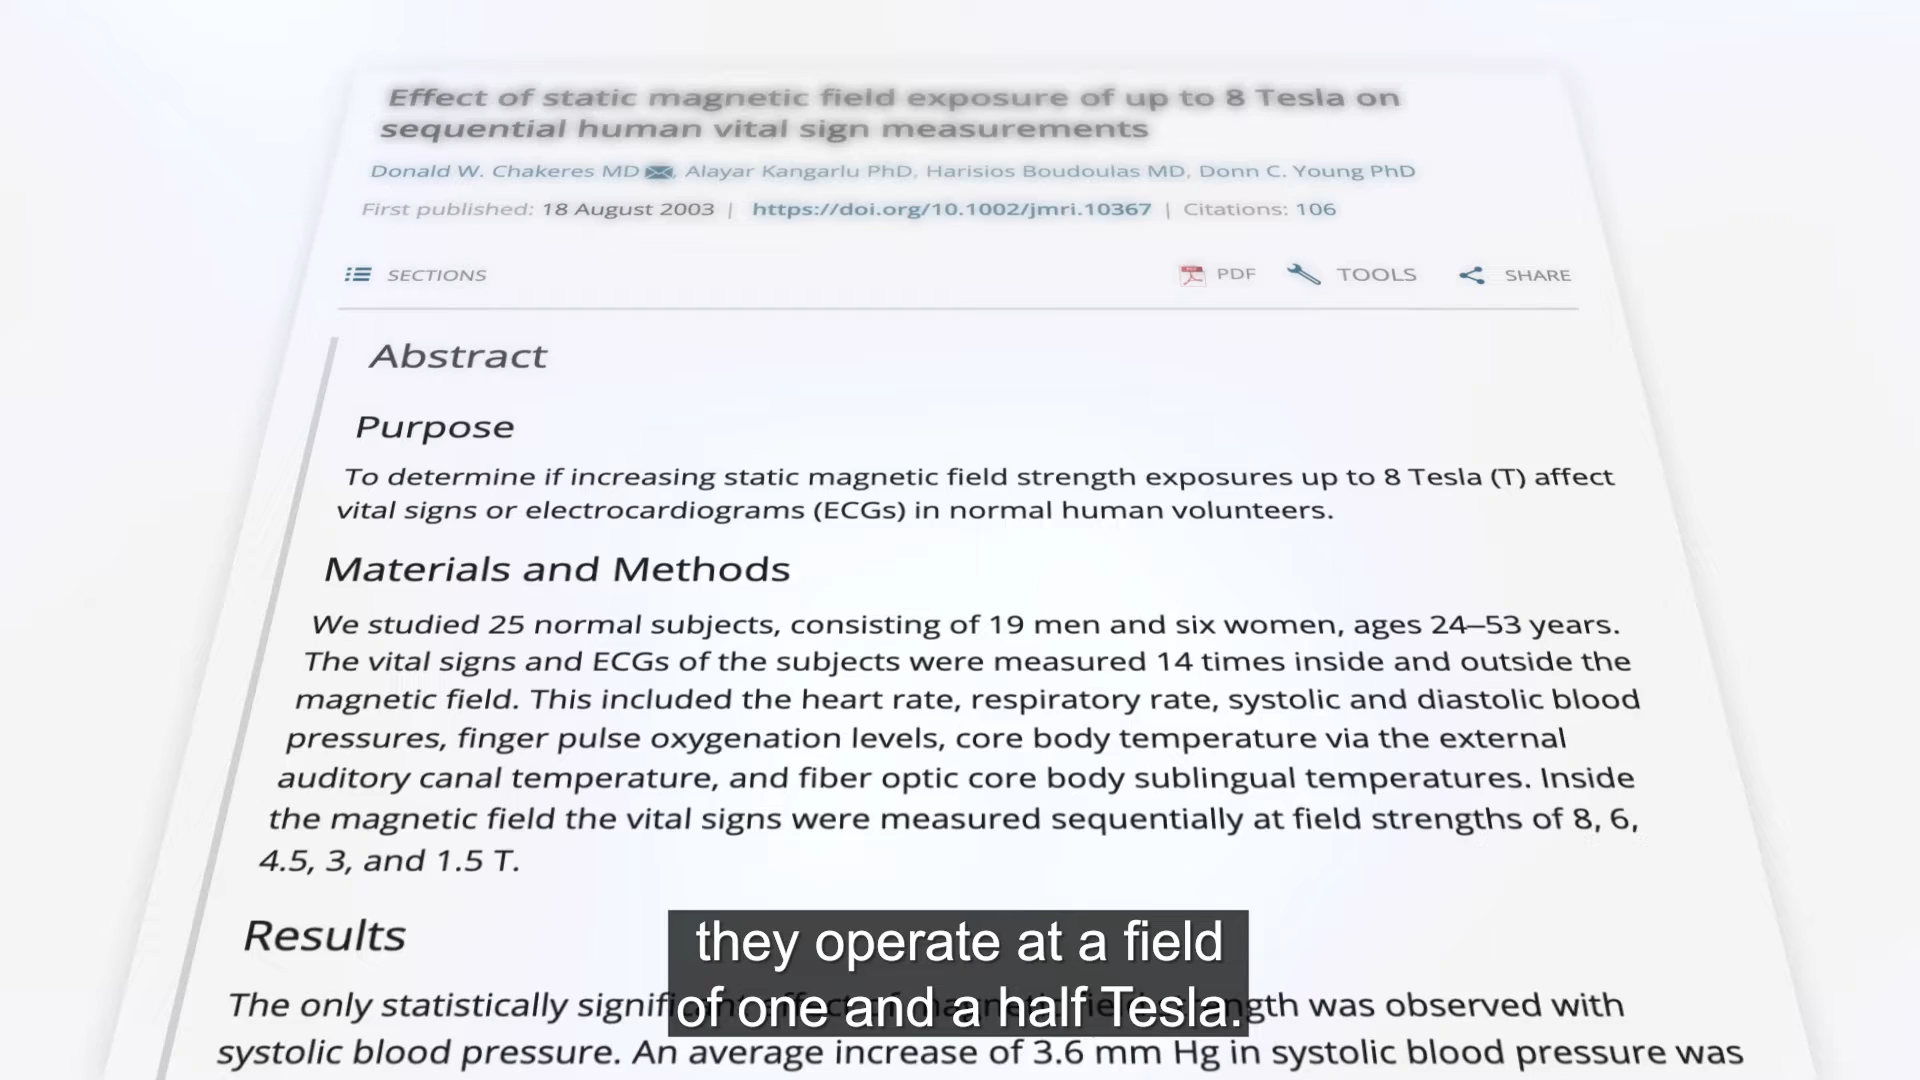 Effect of static magnetic field exposure of up to 8 Tesla on
sequential human vital sign measurements
Donald W. Chakeres MD, Alayar Kangarlu PhD, Harisios Boudoulas MD, Donn C. Young PhD
First published: 18 August 2003 | https://doi.org/10.1002/jmri.10367 | Citations: 106
SECTIONS PDF TOOLS SHARE
Abstract
Purpose
To determine if increasing static magnetic field strength exposures up to 8 Tesla (T) affect
vital signs or electrocardiograms (ECGs) in normal human volunteers.
Materials and Methods
We studied 25 normal subjects, consisting of 19 men and six women, ages 24–53 years.
The vital signs and ECGs of the subjects were measured 14 times inside and outside the
magnetic field. This included the heart rate, respiratory rate, systolic and diastolic blood
pressures, finger pulse oxygenation levels, core body temperature via the external
auditory canal temperature, and fiber optic core body sublingual temperatures. Inside
the magnetic field the vital signs were measured sequentially at field strengths of 8, 6,
4.5, 3, and 1.5 T.
Results
The only statistically was observed with
systolic blood pressure. An average increase of 3.6 mm Hg in systolic blood pressure was
they operate at a field
of one and a half Tesla.